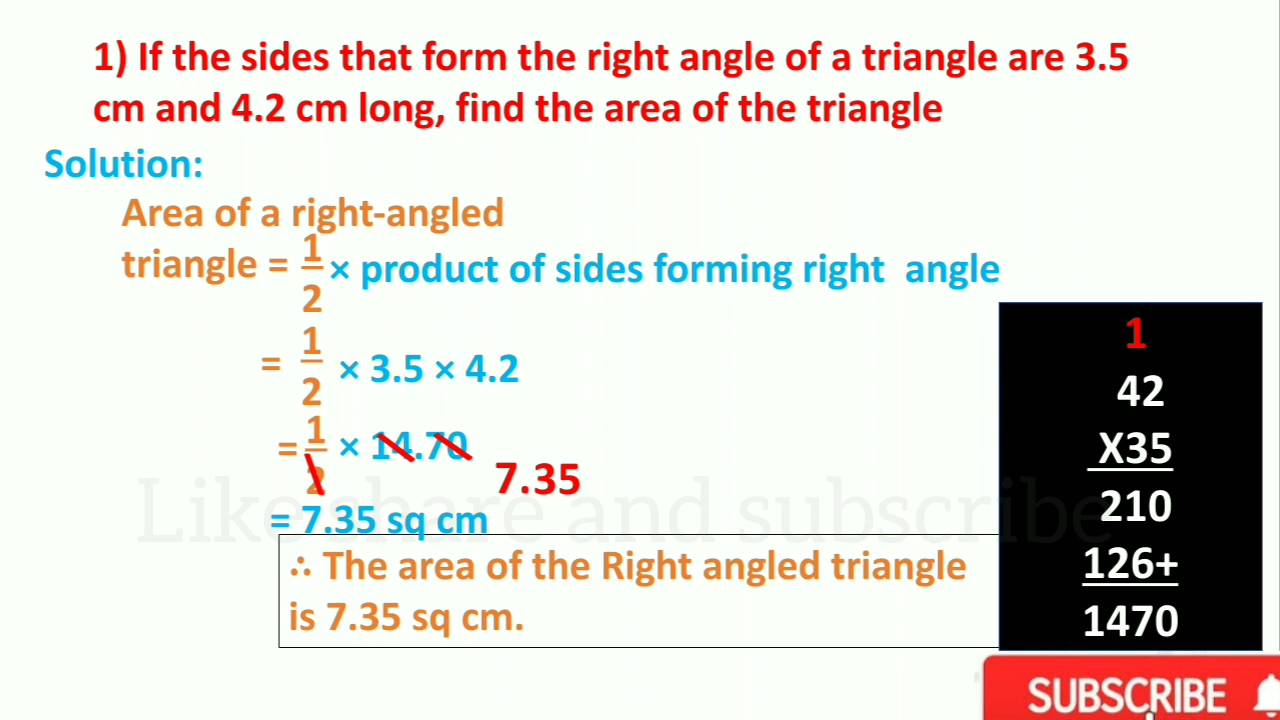 1) If the sides that form the right angle of a triangle are 3.5
cm and 4.2 cm long, find the area of the triangle
Solution:
Area of a right-angled
triangle = 1/2 × product of sides forming right angle
= 1/2 × 3.5 × 4.2
= 1/2 × 14.70 7.35
Like share and subscribe
= 7.35 sq cm
∴ The area of the Right angled triangle
is 7.35 sq cm.
1
42
X35
210
126+
1470
SUBSCRIBE